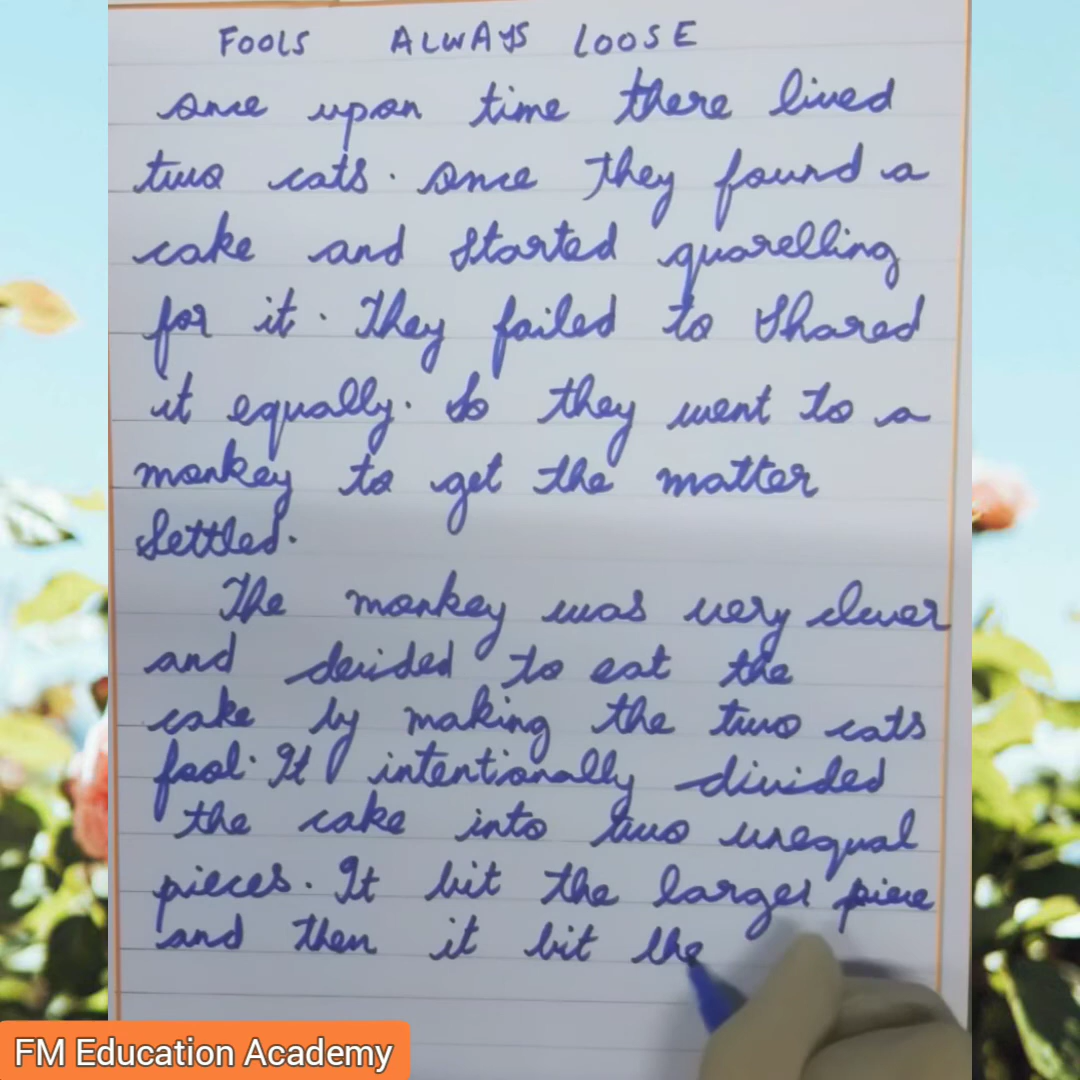 FOOLS ALWAYS LOOSE
once upon time there lived
two cats. Once They found a
cake and started quarelling
for it. They failed to Shared
it equally. So they went to a
monkey to get the matter
Settled.
The monkey was very clever
and decided to eat the
cake by making the two cats
fool. It intentionally divided
the cake into two unequal
pieces. It bit the larger piece
and then it bit the
FM Education Academy